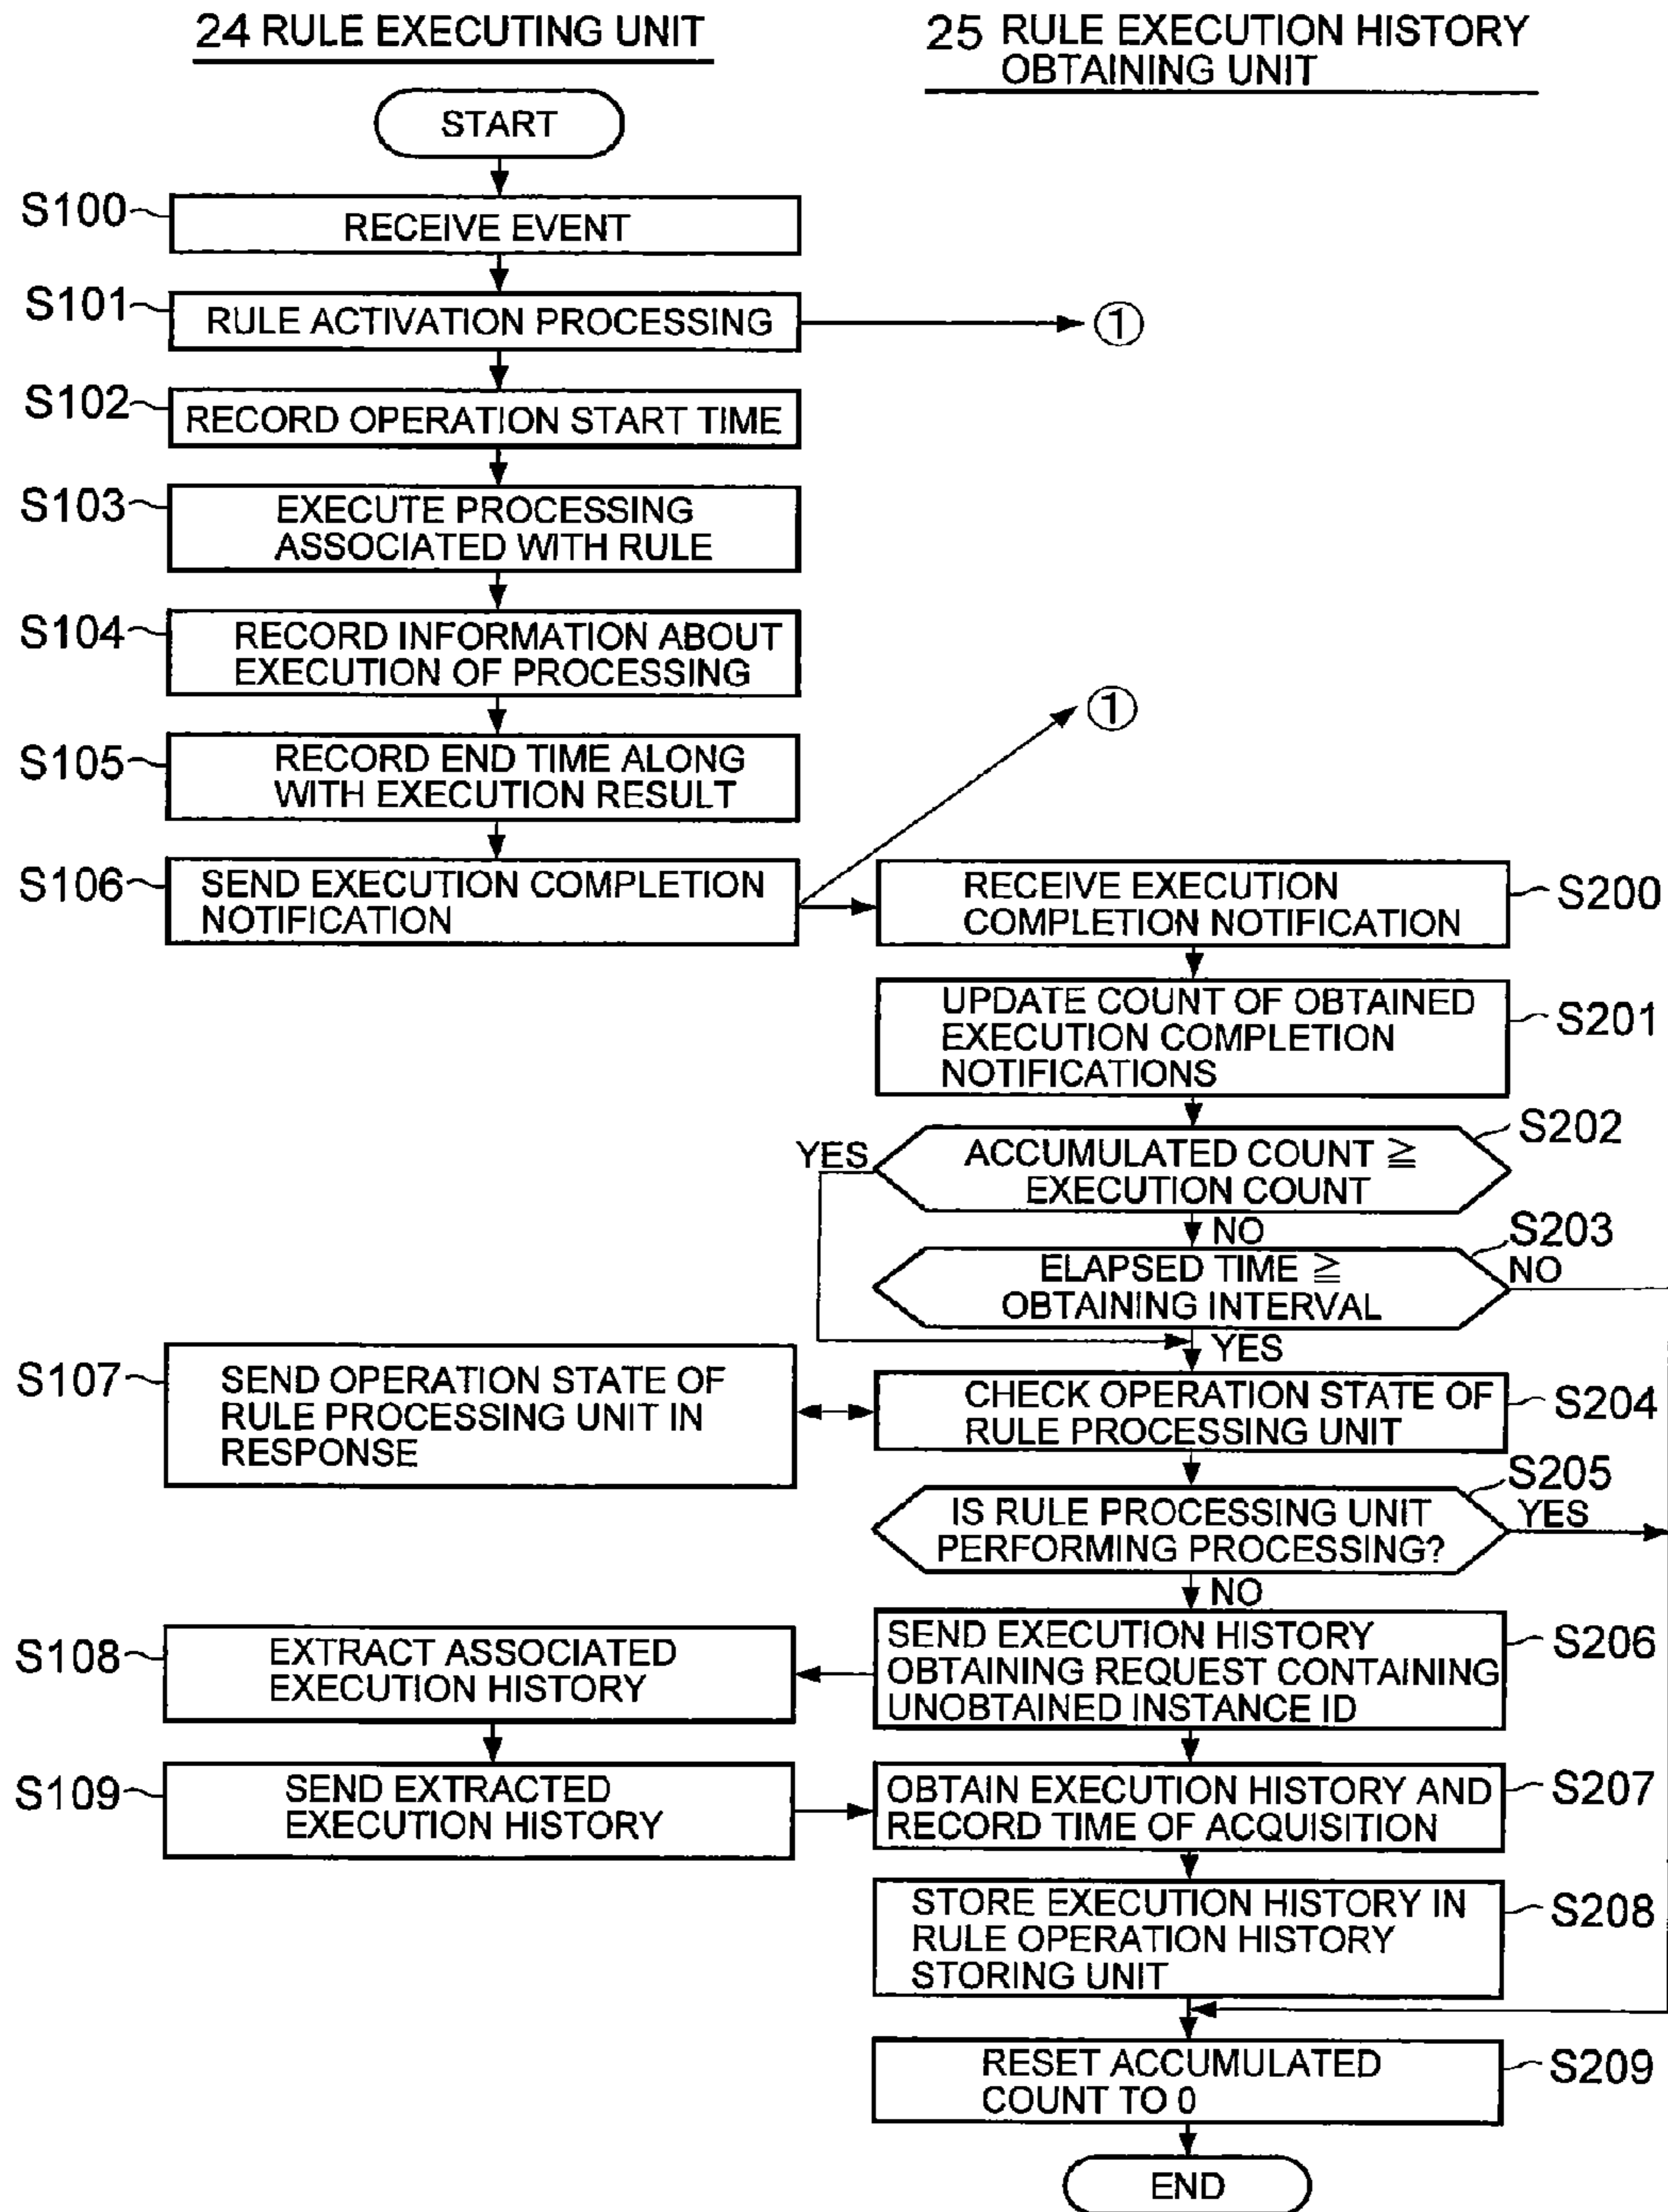 24 RULE EXECUTING UNIT
25 RULE EXECUTION HISTORY
OBTAINING UNIT
START
S100
RECEIVE EVENT
S101
RULE ACTIVATION PROCESSING
①
S102
RECORD OPERATION START TIME
S103
EXECUTE PROCESSING
ASSOCIATED WITH RULE
S104
RECORD INFORMATION ABOUT
EXECUTION OF PROCESSING
①
S105
RECORD END TIME ALONG
WITH EXECUTION RESULT
S106
SEND EXECUTION COMPLETION
NOTIFICATION
RECEIVE EXECUTION
COMPLETION NOTIFICATION
S200
UPDATE COUNT OF OBTAINED
EXECUTION COMPLETION
NOTIFICATIONS
S201
S202
YES
ACCUMULATED COUNT ≧
EXECUTION COUNT
NO
S203
ELAPSED TIME ≧
OBTAINING INTERVAL
NO
YES
S107
SEND OPERATION STATE OF
RULE PROCESSING UNIT IN
RESPONSE
CHECK OPERATION STATE OF
RULE PROCESSING UNIT
S204
S205
IS RULE PROCESSING UNIT
PERFORMING PROCESSING?
YES
NO
S108
EXTRACT ASSOCIATED
EXECUTION HISTORY
SEND EXECUTION HISTORY
OBTAINING REQUEST CONTAINING
UNOBTAINED INSTANCE ID
S206
S109
SEND EXTRACTED
EXECUTION HISTORY
OBTAIN EXECUTION HISTORY AND
RECORD TIME OF ACQUISITION
S207
STORE EXECUTION HISTORY IN
RULE OPERATION HISTORY
STORING UNIT
S208
RESET ACCUMULATED
COUNT TO 0
S209
END